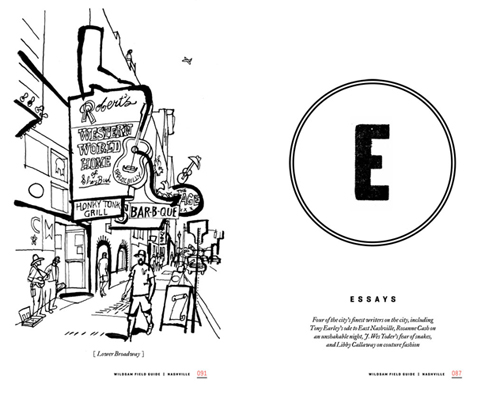 Robert's
WESTERN
WORLD
HOME
of
HONKY TONK
GRILL
BAR-B-QUE
STAGE
[ Lower Broadway ]
WILDSAM FIELD GUIDE | NASHVILLE 091
E
ESSAYS
Four of the city's finest writers on the city, including
Tony Earley's ode to East Nashville, Rosanne Cash on
an unshakable night, J. Wes Yoder's fear of snakes,
and Libby Callaway on couture fashion
WILDSAM FIELD GUIDE | NASHVILLE 087